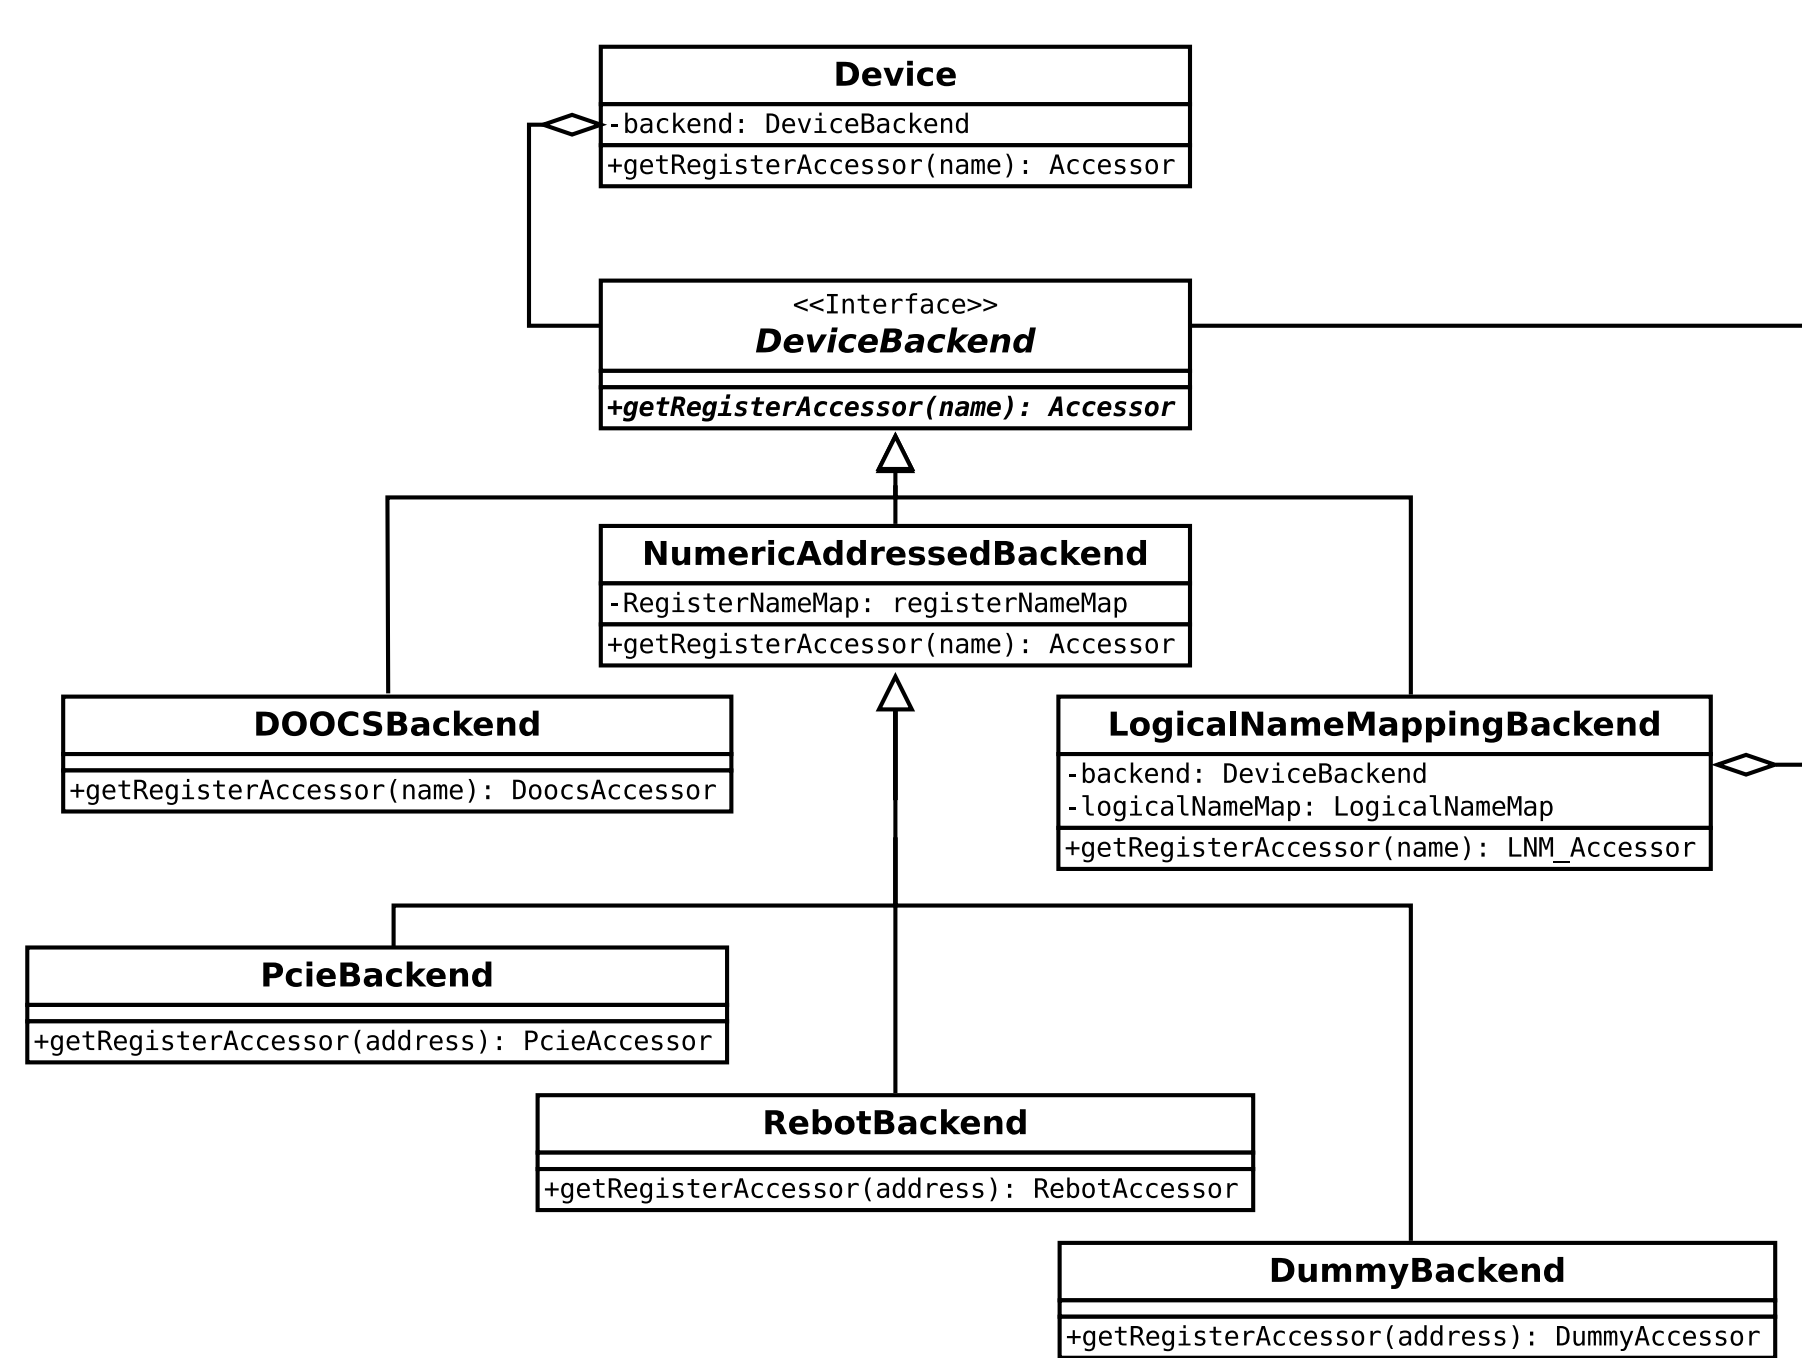 Device
-backend: DeviceBackend
+getRegisterAccessor(name): Accessor
<<Interface>>
DeviceBackend
+getRegisterAccessor(name): Accessor
NumericAddressedBackend
-RegisterNameMap: registerNameMap
+getRegisterAccessor(name): Accessor
DOOCSBackend
+getRegisterAccessor(name): DoocsAccessor
LogicalNameMappingBackend
-backend: DeviceBackend
-logicalNameMap: LogicalNameMap
+getRegisterAccessor(name): LNM_Accessor
PcieBackend
+getRegisterAccessor(address): PcieAccessor
RebotBackend
+getRegisterAccessor(address): RebotAccessor
DummyBackend
+getRegisterAccessor(address): DummyAccessor